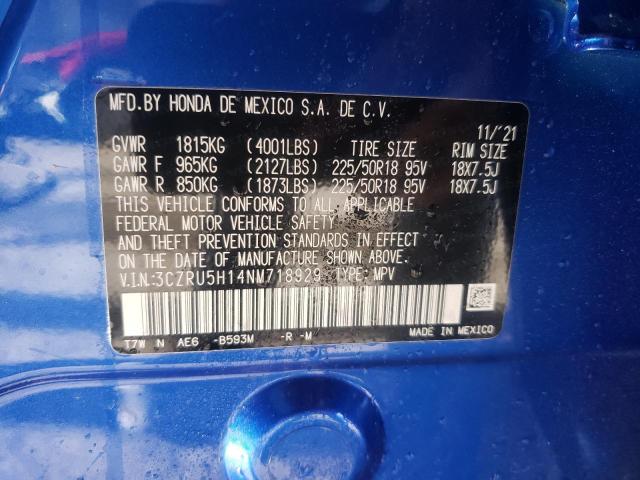 MFD.BY HONDA DE MEXICO S.A. DE C.V.
11/'21
GVWR 1815KG (4001LBS) TIRE SIZE RIM SIZE
GAWR F 965KG (2127LBS) 225/50R18 95V 18X7.5J
GAWR R 850KG (1873LBS) 225/50R18 95V 18X7.5J
THIS VEHICLE CONFORMS TO ALL APPLICABLE
FEDERAL MOTOR VEHICLE SAFETY
AND THEFT PREVENTION STANDARDS IN EFFECT
ON THE DATE OF MANUFACTURE SHOWN ABOVE.
V.I.N:3CZRU5H14NM718929 TYPE: MPV
T7W N AE6 -B593M -R -M
MADE IN MEXICO